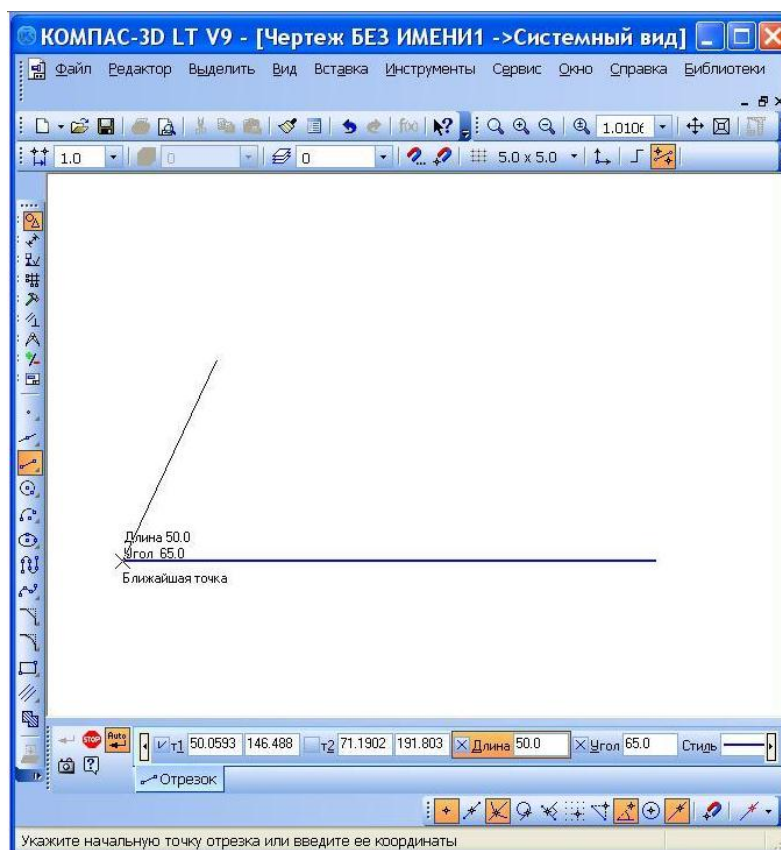 КОМПАС-3D LT V9 - [Чертеж БЕЗ ИМЕНИ1 ->Системный вид]
Файл Редактор Выделить Вид Вставка Инструменты Сервис Окно Справка Библиотеки
f(x) 1.0106
1.0 0 0 5.0 x 5.0
Длина 50.0
Угол 65.0
Ближайшая точка
STOP Auto т1 50.0593 146.488 т2 71.1902 191.803 Длина 50.0 Угол 65.0 Стиль
Отрезок
Укажите начальную точку отрезка или введите ее координаты